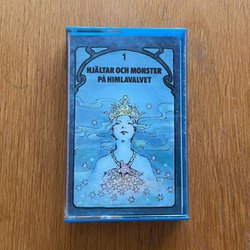 1
HJÄLTAR OCH MONSTER
PÅ HIMLAVALVET